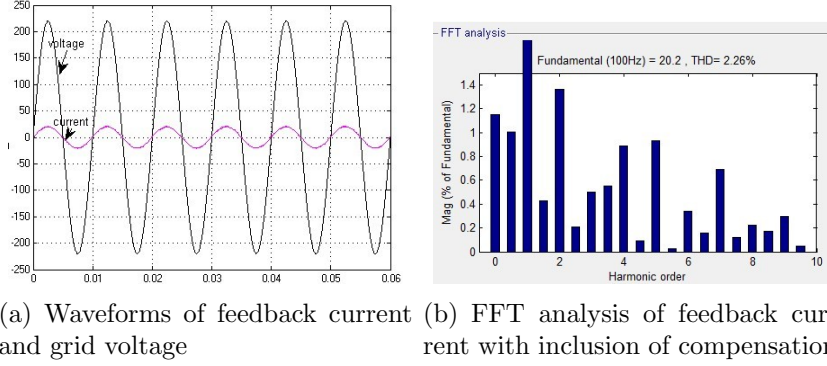 250
200
150
100
50
0
-50
-100
-150
-200
-250
0 0.01 0.02 0.03 0.04 0.05 0.06
voltage
current
FFT analysis
Fundamental (100Hz) = 20.2 , THD= 2.26%
Mag (% of Fundamental)
1.4
1.2
1
0.8
0.6
0.4
0.2
0
0 2 4 6 8 10
Harmonic order
(a) Waveforms of feedback current
and grid voltage
(b) FFT analysis of feedback cur
rent with inclusion of compensation